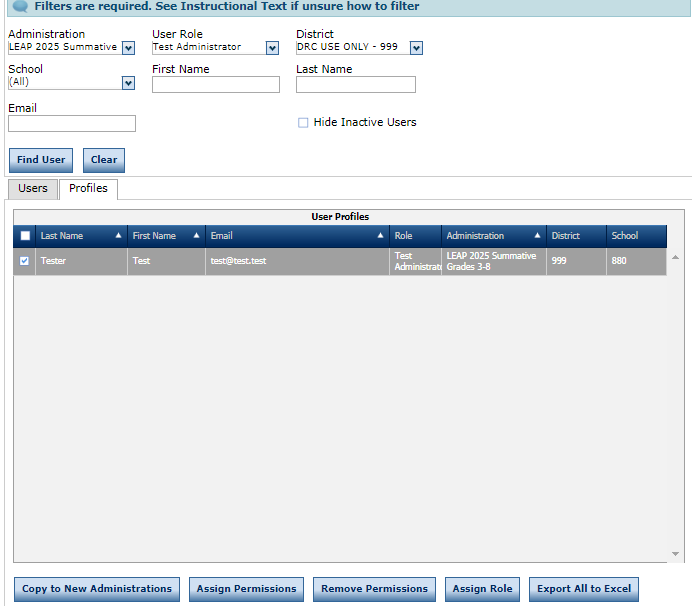 Filters are required. See Instructional Text if unsure how to filter
Administration User Role District
LEAP 2025 Summative Test Administrator DRC USE ONLY - 999
School First Name Last Name
(All)
Email
Hide Inactive Users
Find User Clear
Users Profiles
User Profiles
Last Name First Name Email Role Administration District School
Tester Test test@test.test Test Administrato LEAP 2025 Summative Grades 3-8 999 880
Copy to New Administrations Assign Permissions Remove Permissions Assign Role Export All to Excel